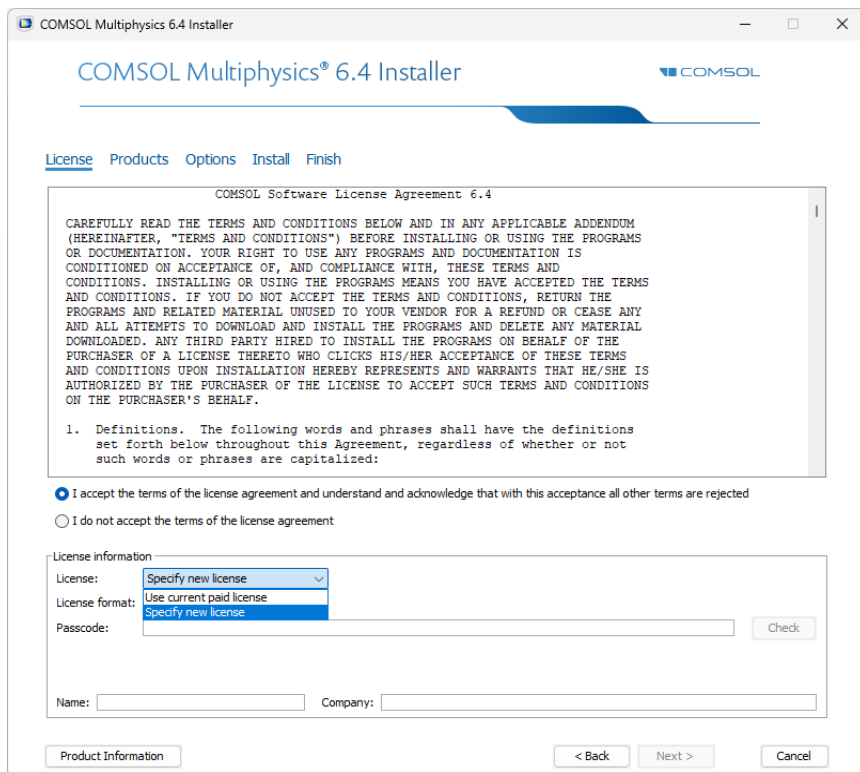 COMSOL Multiphysics 6.4 Installer
COMSOL Multiphysics® 6.4 Installer
COMSOL
License Products Options Install Finish
COMSOL Software License Agreement 6.4
CAREFULLY READ THE TERMS AND CONDITIONS BELOW AND IN ANY APPLICABLE ADDENDUM
(HEREINAFTER, "TERMS AND CONDITIONS") BEFORE INSTALLING OR USING THE PROGRAMS
OR DOCUMENTATION. YOUR RIGHT TO USE ANY PROGRAMS AND DOCUMENTATION IS
CONDITIONED ON ACCEPTANCE OF, AND COMPLIANCE WITH, THESE TERMS AND
CONDITIONS. INSTALLING OR USING THE PROGRAMS MEANS YOU HAVE ACCEPTED THE TERMS
AND CONDITIONS. IF YOU DO NOT ACCEPT THE TERMS AND CONDITIONS, RETURN THE
PROGRAMS AND RELATED MATERIAL UNUSED TO YOUR VENDOR FOR A REFUND OR CEASE ANY
AND ALL ATTEMPTS TO DOWNLOAD AND INSTALL THE PROGRAMS AND DELETE ANY MATERIAL
DOWNLOADED. ANY THIRD PARTY HIRED TO INSTALL THE PROGRAMS ON BEHALF OF THE
PURCHASER OF A LICENSE THERETO WHO CLICKS HIS/HER ACCEPTANCE OF THESE TERMS
AND CONDITIONS UPON INSTALLATION HEREBY REPRESENTS AND WARRANTS THAT HE/SHE IS
AUTHORIZED BY THE PURCHASER OF THE LICENSE TO ACCEPT SUCH TERMS AND CONDITIONS
ON THE PURCHASER'S BEHALF.
1. Definitions. The following words and phrases shall have the definitions
set forth below throughout this Agreement, regardless of whether or not
such words or phrases are capitalized:
I accept the terms of the license agreement and understand and acknowledge that with this acceptance all other terms are rejected
I do not accept the terms of the license agreement
License information
License: Specify new license
Use current paid license
License format:
Specify new license
Passcode: Check
Name: Company:
Product Information < Back Next > Cancel